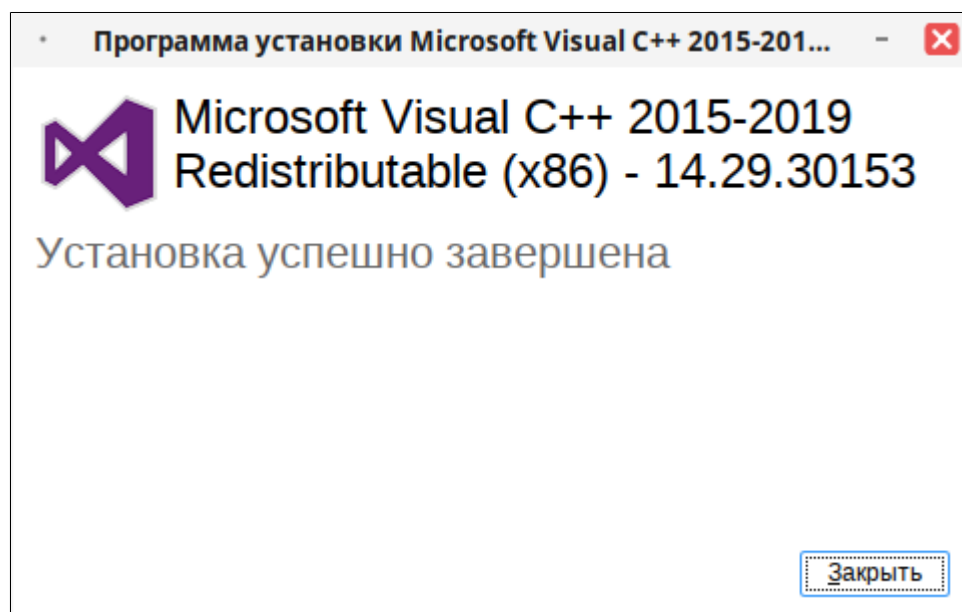 Программа установки Microsoft Visual C++ 2015-201...
Microsoft Visual C++ 2015-2019
Redistributable (x86) - 14.29.30153
Установка успешно завершена
Закрыть